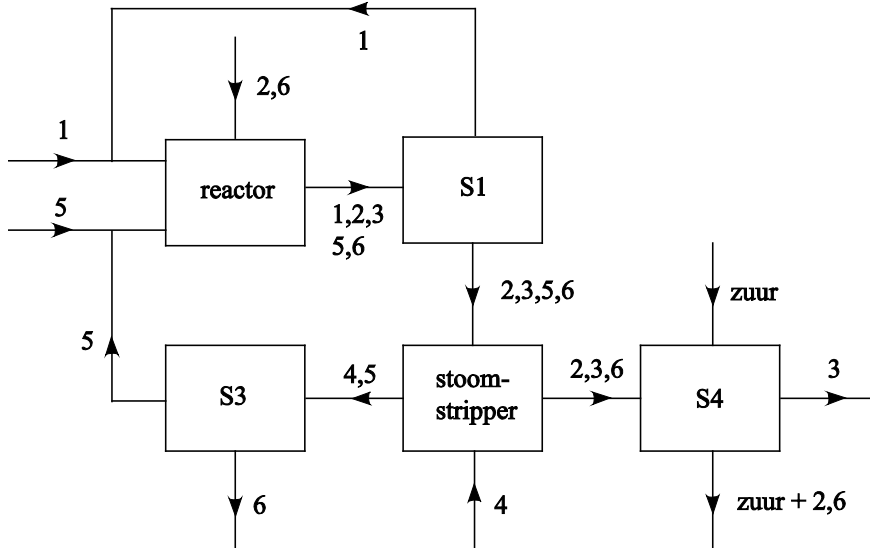 1
2,6
1
reactor
S1
5
1,2,3
5,6
2,3,5,6
zuur
5
S3
4,5
stoom-
stripper
2,3,6
S4
3
6
4
zuur + 2,6